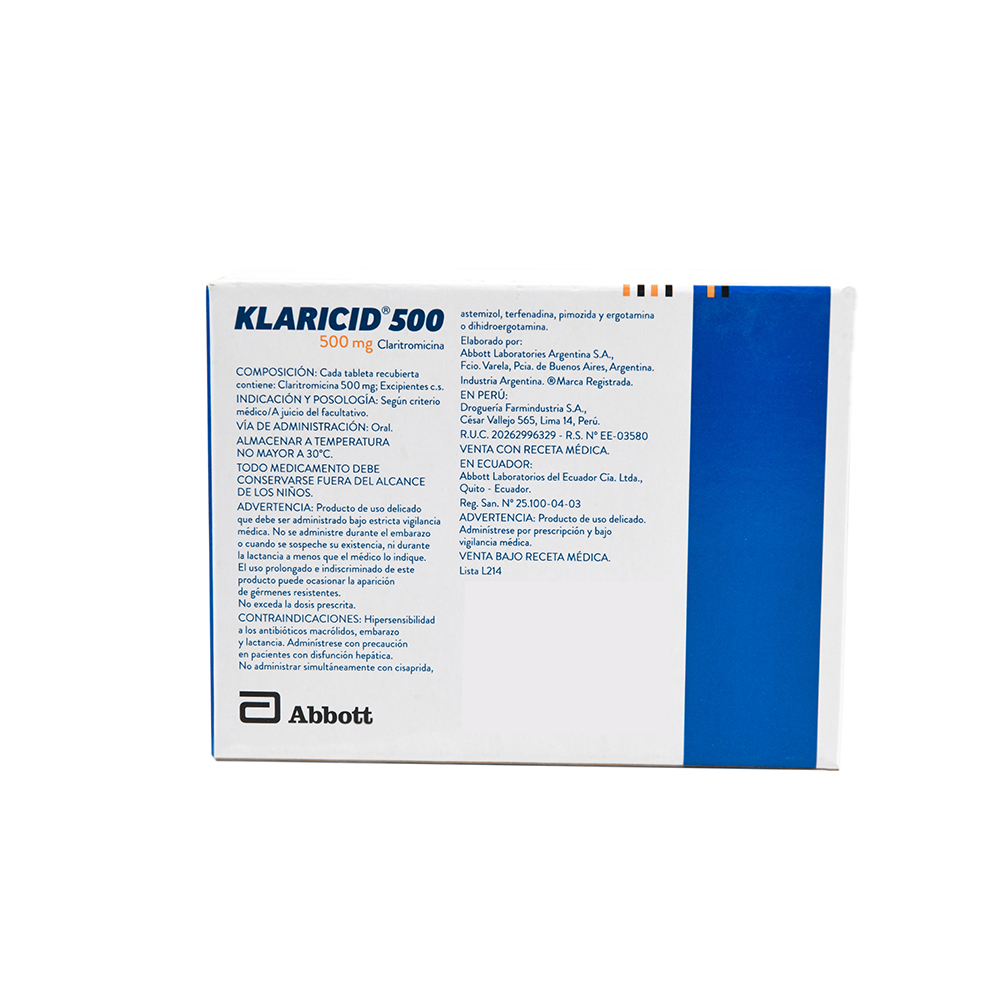 KLARICID® 500
500 mg Claritromicina
COMPOSICIÓN: Cada tableta recubierta
contiene: Claritromicina 500 mg; Excipientes c.s.
INDICACIÓN Y POSOLOGÍA: Según criterio
médico/A juicio del facultativo.
VÍA DE ADMINISTRACIÓN: Oral.
ALMACENAR A TEMPERATURA
NO MAYOR A 30°C.
TODO MEDICAMENTO DEBE
CONSERVARSE FUERA DEL ALCANCE
DE LOS NIÑOS.
ADVERTENCIA: Producto de uso delicado
que debe ser administrado bajo estricta vigilancia
médica. No se administre durante el embarazo
o cuando se sospeche su existencia, ni durante
la lactancia a menos que el médico lo indique.
El uso prolongado e indiscriminado de este
producto puede ocasionar la aparición
de gérmenes resistentes.
No exceda la dosis prescrita.
CONTRAINDICACIONES: Hipersensibilidad
a los antibióticos macrólidos, embarazo
y lactancia. Adminístrese con precaución
en pacientes con disfunción hepática.
No administrar simultáneamente con cisaprida,
astemizol, terfenadina, pimozida y ergotamina
o dihidroergotamina.
Elaborado por:
Abbott Laboratories Argentina S.A.,
Fcio. Varela, Pcia. de Buenos Aires, Argentina.
Industria Argentina. ®Marca Registrada.
EN PERÚ:
Droguería Farmindustria S.A.,
César Vallejo 565, Lima 14, Perú.
R.U.C. 20262996329 - R.S. N° EE-03580
VENTA CON RECETA MÉDICA.
EN ECUADOR:
Abbott Laboratorios del Ecuador Cia. Ltda.,
Quito - Ecuador.
Reg. San. N° 25.100-04-03
ADVERTENCIA: Producto de uso delicado.
Adminístrese por prescripción y bajo
vigilancia médica.
VENTA BAJO RECETA MÉDICA.
Lista L214
Abbott